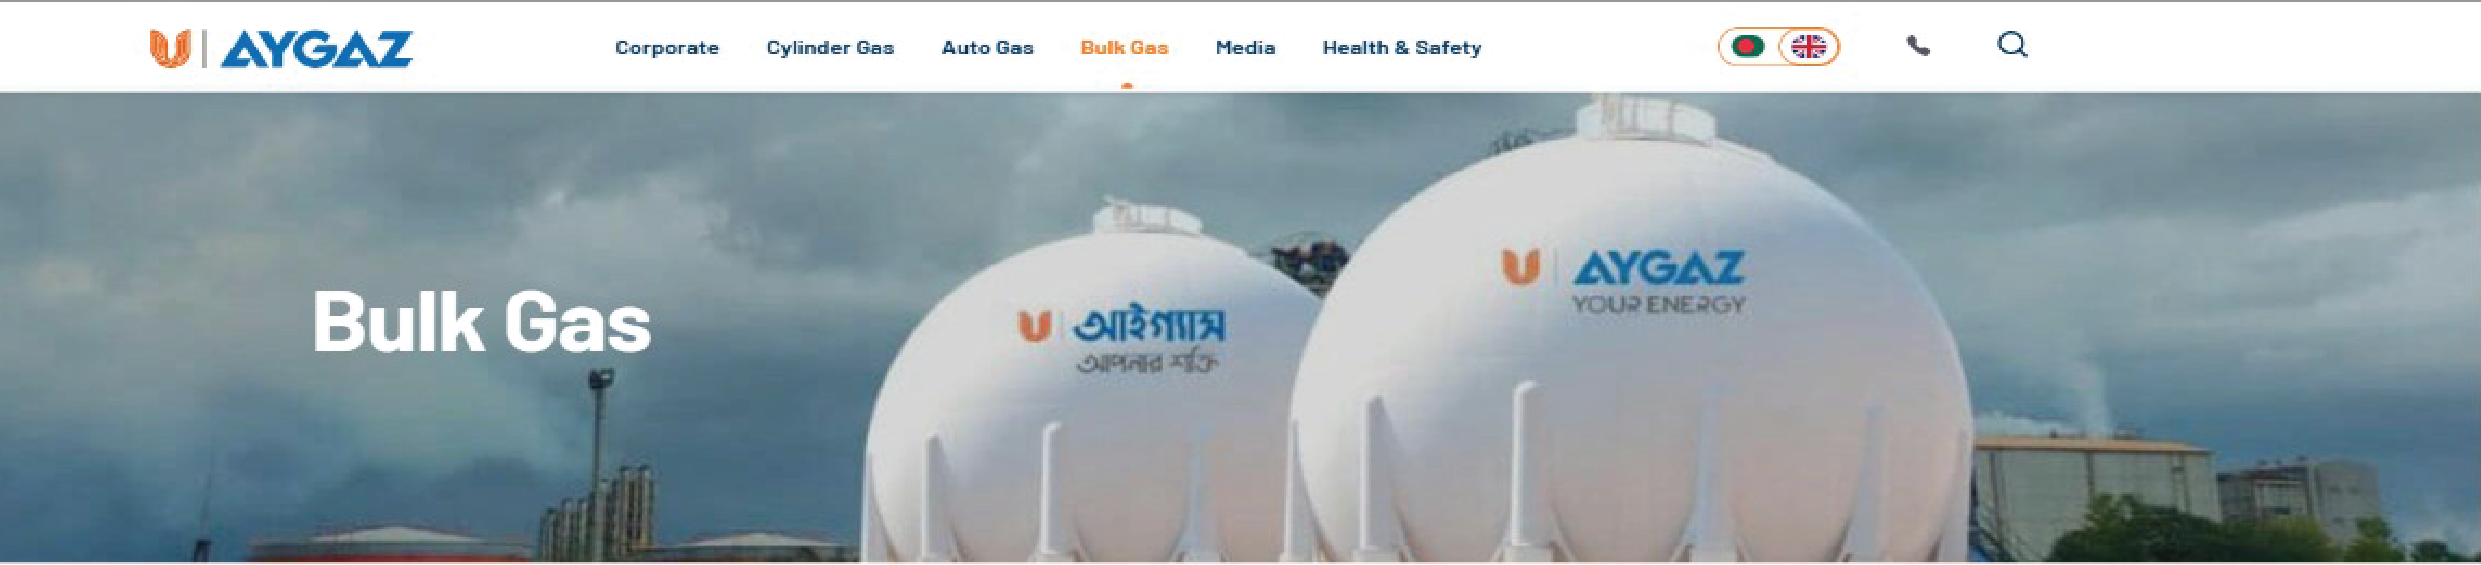 AYGAZ
Corporate Cylinder Gas Auto Gas Bulk Gas Media Health & Safety
Bulk Gas
আইগ্যাস
আপনার শক্তি
AYGAZ
YOUR ENERGY